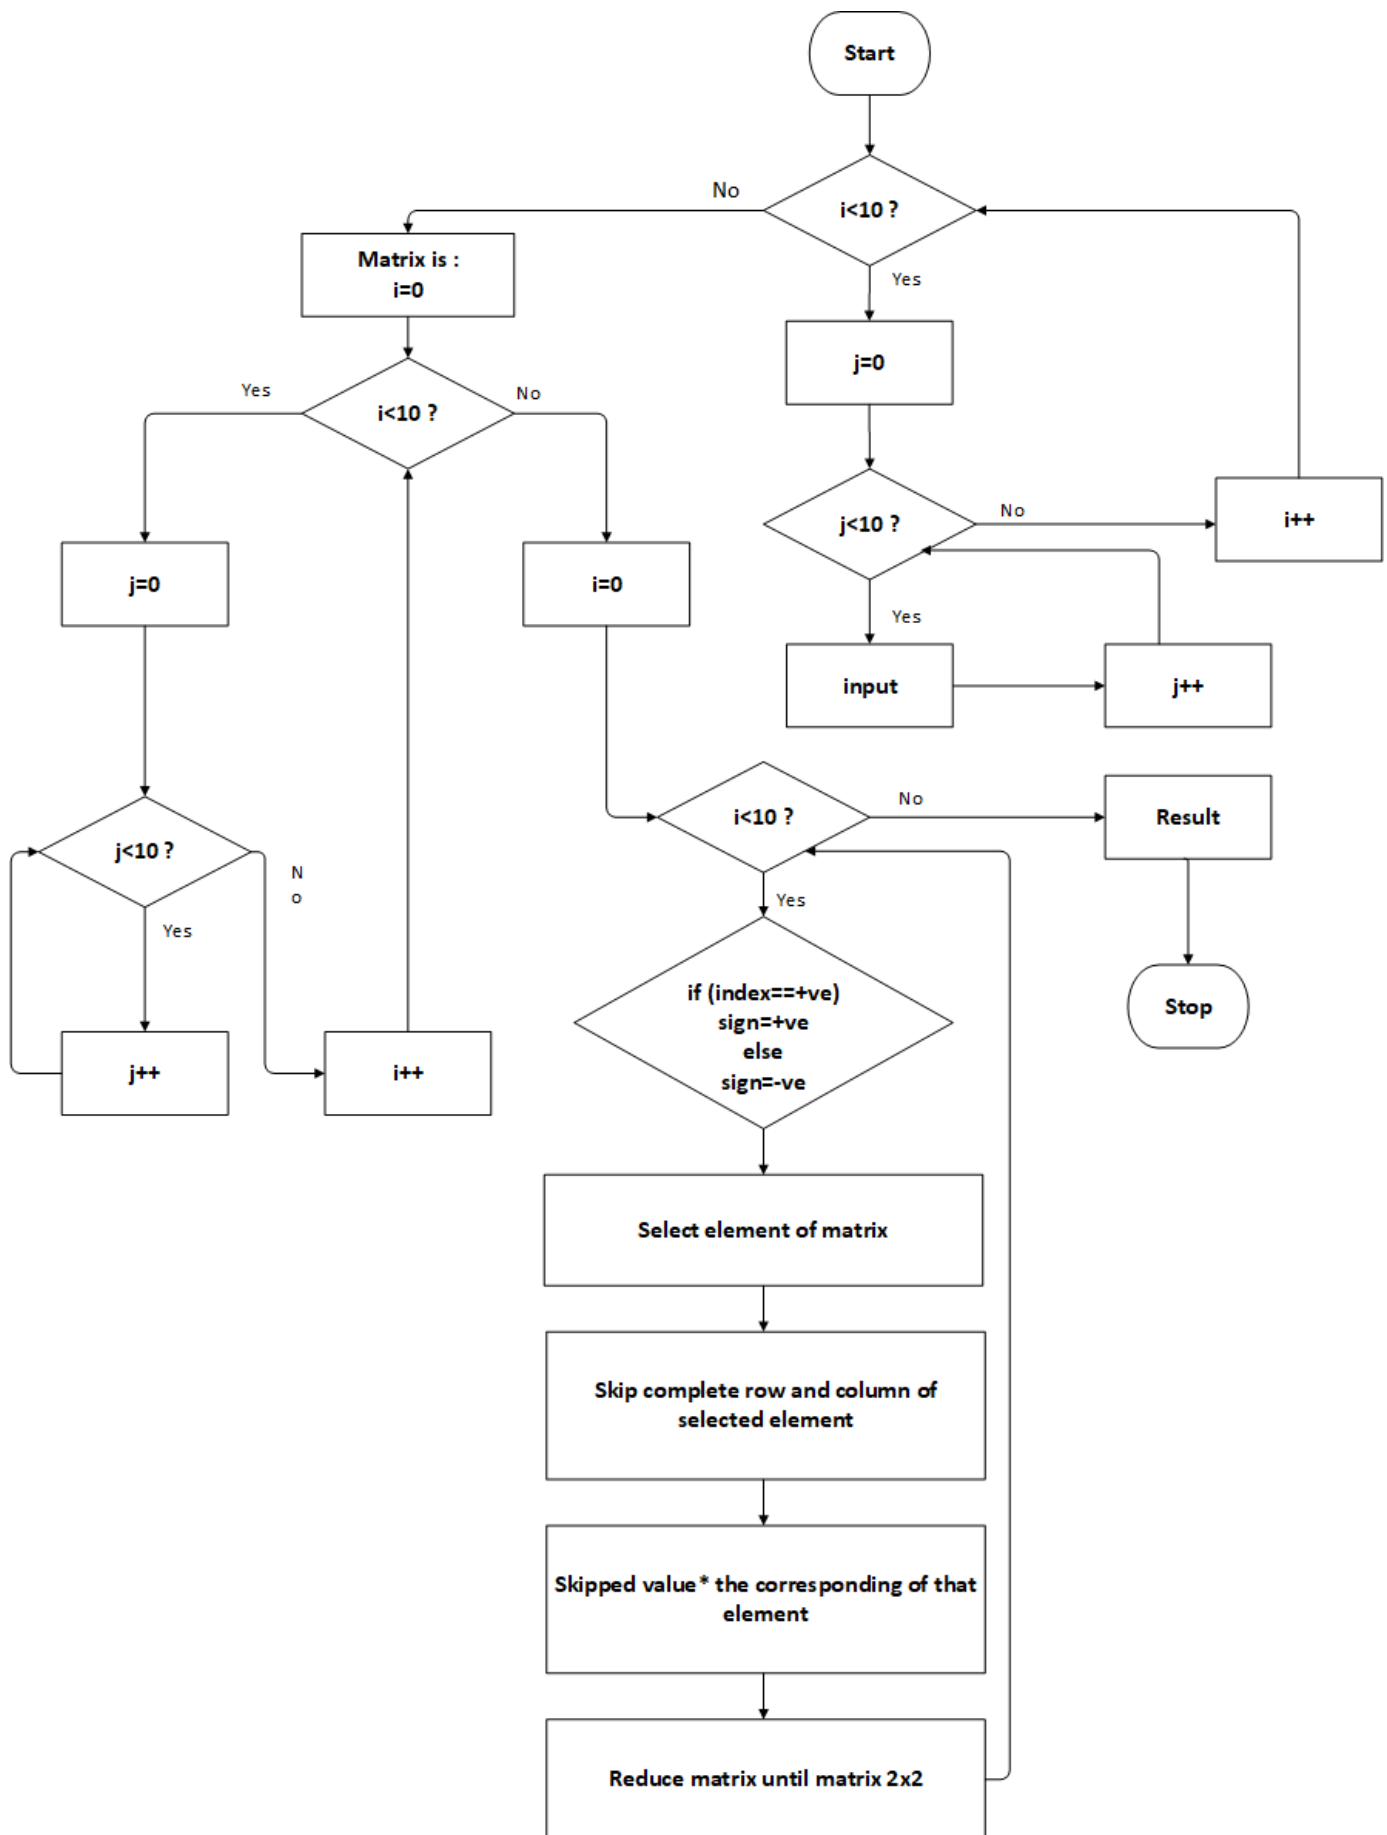 Start
No
i<10 ?
Yes
Matrix is :
i=0
j=0
Yes
i<10 ?
No
j<10 ?
No
i++
j=0
i=0
Yes
input
j++
j<10 ?
N
o
Yes
j++
i++
i<10 ?
No
Result
Yes
Stop
if (index==+ve)
sign=+ve
else
sign=-ve
Select element of matrix
Skip complete row and column of
selected element
Skipped value* the corresponding of that
element
Reduce matrix until matrix 2x2